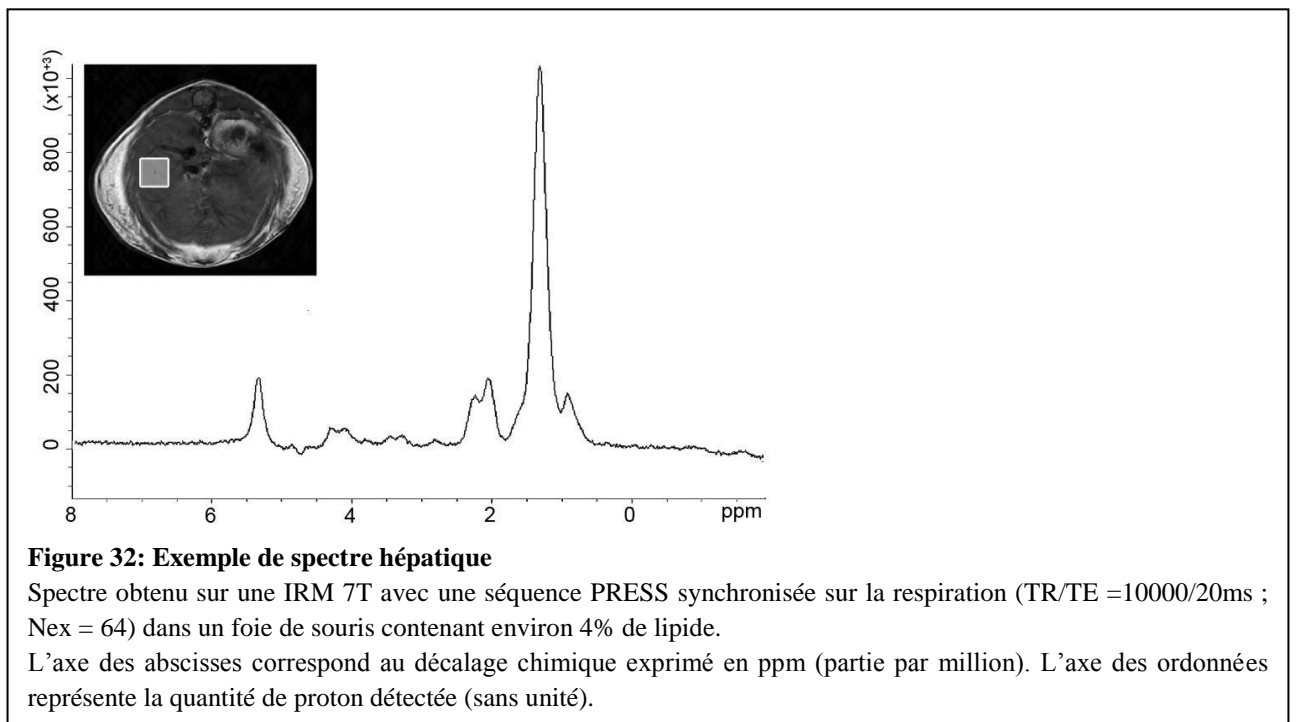 (x10⁺³)
800
600
400
200
0
8 6 4 2 0 ppm
Figure 32: Exemple de spectre hépatique
Spectre obtenu sur une IRM 7T avec une séquence PRESS synchronisée sur la respiration (TR/TE =10000/20ms ;
Nex = 64) dans un foie de souris contenant environ 4% de lipide.
L’axe des abscisses correspond au décalage chimique exprimé en ppm (partie par million). L’axe des ordonnées
représente la quantité de proton détectée (sans unité).